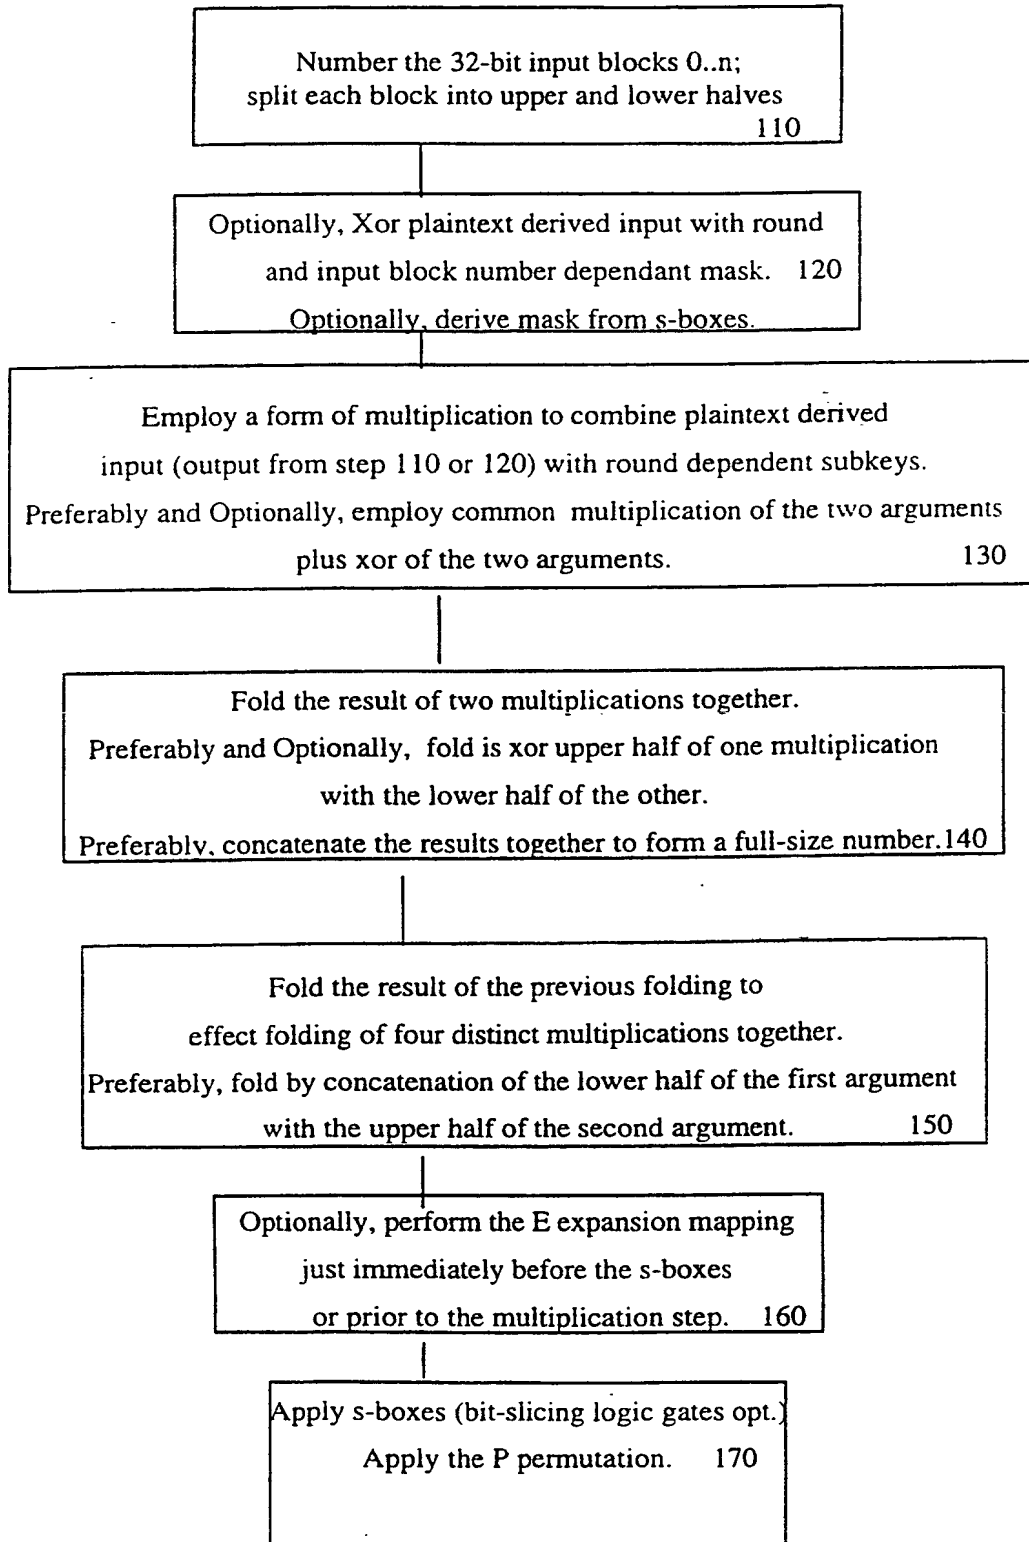 Number the 32-bit input blocks 0..n;
split each block into upper and lower halves
110
Optionally, Xor plaintext derived input with round
and input block number dependant mask. 120
Optionally, derive mask from s-boxes.
Employ a form of multiplication to combine plaintext derived
input (output from step 110 or 120) with round dependent subkeys.
Preferably and Optionally, employ common multiplication of the two arguments
plus xor of the two arguments. 130
Fold the result of two multiplications together.
Preferably and Optionally, fold is xor upper half of one multiplication
with the lower half of the other.
Preferably, concatenate the results together to form a full-size number.140
Fold the result of the previous folding to
effect folding of four distinct multiplications together.
Preferably, fold by concatenation of the lower half of the first argument
with the upper half of the second argument. 150
Optionally, perform the E expansion mapping
just immediately before the s-boxes
or prior to the multiplication step. 160
Apply s-boxes (bit-slicing logic gates opt.)
Apply the P permutation. 170